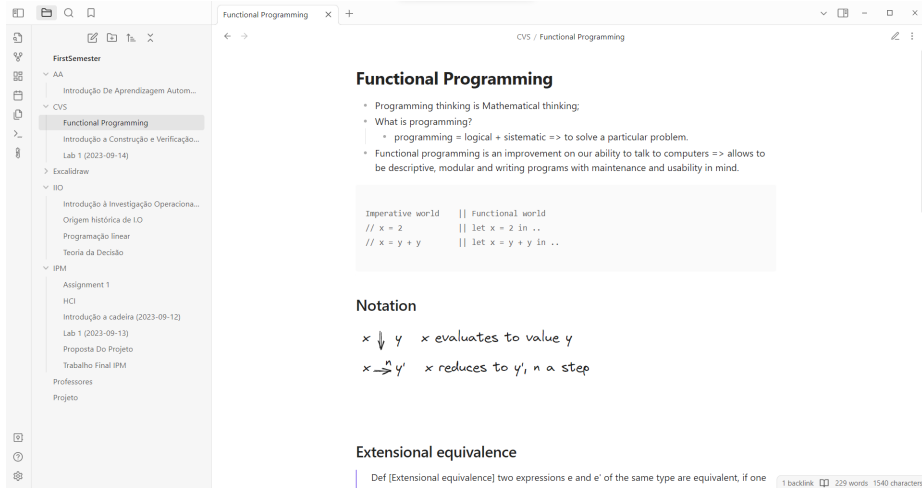 Functional Programming
CVS / Functional Programming
FirstSemester
AA
Introdução De Aprendizagem Autom...
CVS
Functional Programming
Introdução a Construção e Verificação...
Lab 1 (2023-09-14)
Excalidraw
IIO
Introdução à Investigação Operaciona...
Origem histórica de I.O
Programação linear
Teoria da Decisão
IPM
Assignment 1
HCI
Introdução a cadeira (2023-09-12)
Lab 1 (2023-09-13)
Proposta Do Projeto
Trabalho Final IPM
Professores
Projeto
Functional Programming
Programming thinking is Mathematical thinking;
What is programming?
programming = logical + sistematic => to solve a particular problem.
Functional programming is an improvement on our ability to talk to computers => allows to
be descriptive, modular and writing programs with maintenance and usability in mind.
Imperative world || Functional world
// x = 2 || let x = 2 in ..
// x = y + y || let x = y + y in ..
Notation
x ⇓ y x evaluates to value y
x →ⁿ y' x reduces to y', n a step
Extensional equivalence
Def [Extensional equivalence] two expressions e and e' of the same type are equivalent, if one
1 backlink 229 words 1540 characters